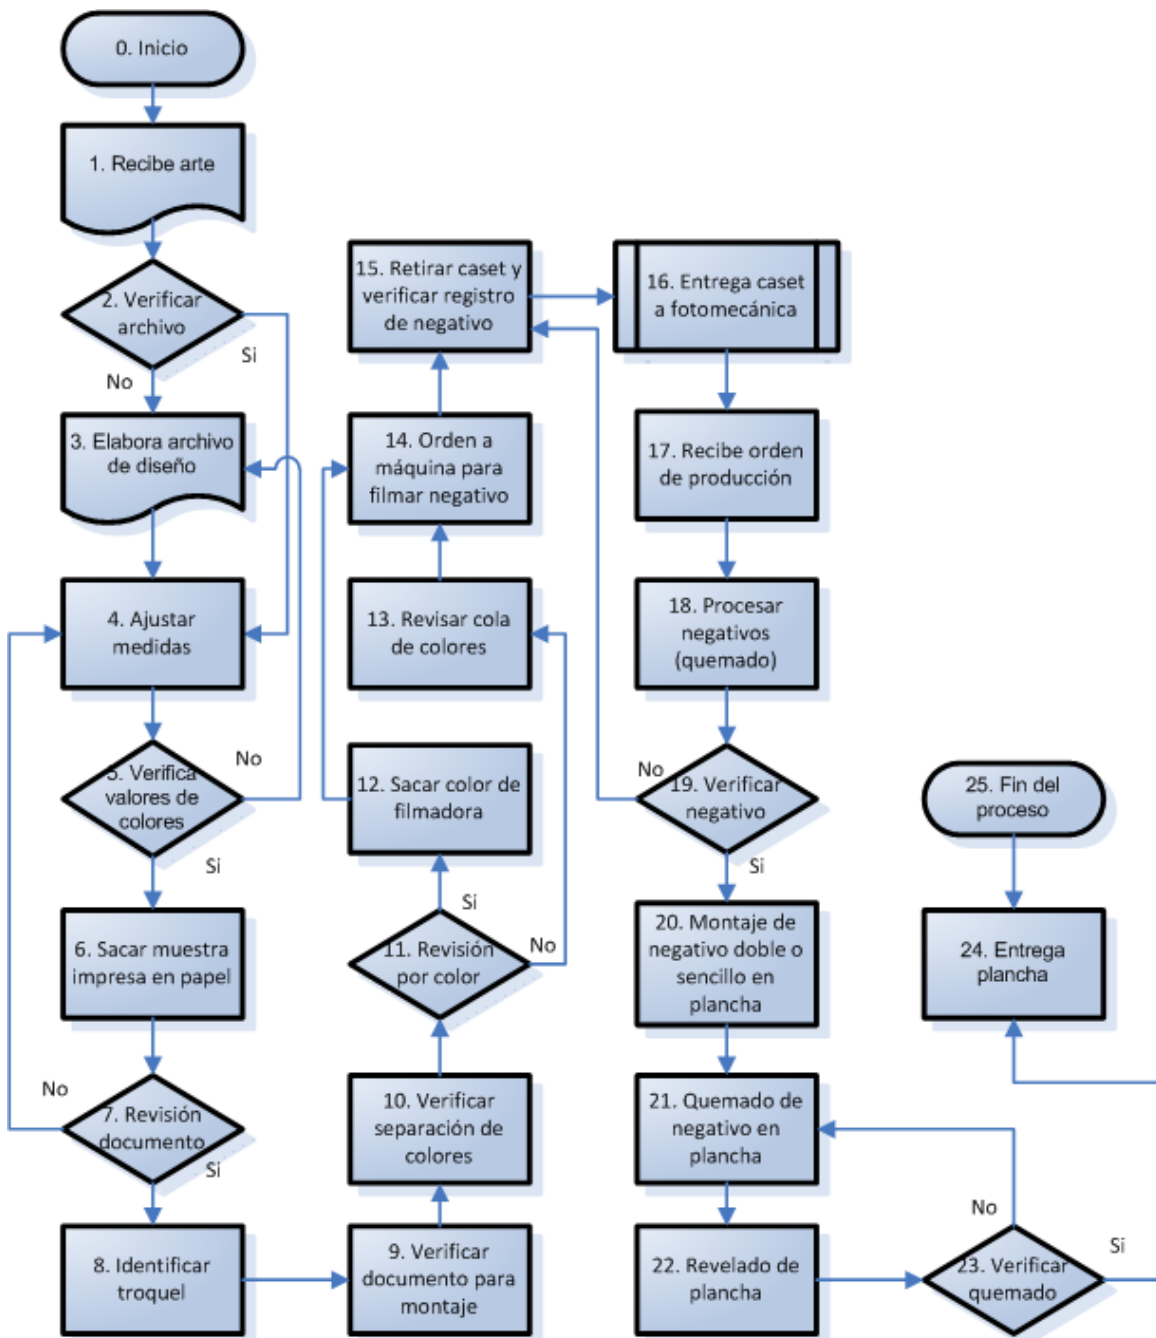 0. Inicio
1. Recibe arte
2. Verificar
archivo
Si
No
3. Elabora archivo
de diseño
4. Ajustar
medidas
5. Verifica
valores de
colores
No
Si
6. Sacar muestra
impresa en papel
No
7. Revisión
documento
Si
8. Identificar
troquel
9. Verificar
documento para
montaje
10. Verificar
separación de
colores
11. Revisión
por color
Si
No
12. Sacar color de
filmadora
13. Revisar cola
de colores
14. Orden a
máquina para
filmar negativo
15. Retirar caset y
verificar registro
de negativo
16. Entrega caset
a fotomecánica
17. Recibe orden
de producción
18. Procesar
negativos
(quemado)
No
19. Verificar
negativo
Si
20. Montaje de
negativo doble o
sencillo en
plancha
21. Quemado de
negativo en
plancha
22. Revelado de
plancha
No
23. Verificar
quemado
Si
24. Entrega
plancha
25. Fin del
proceso